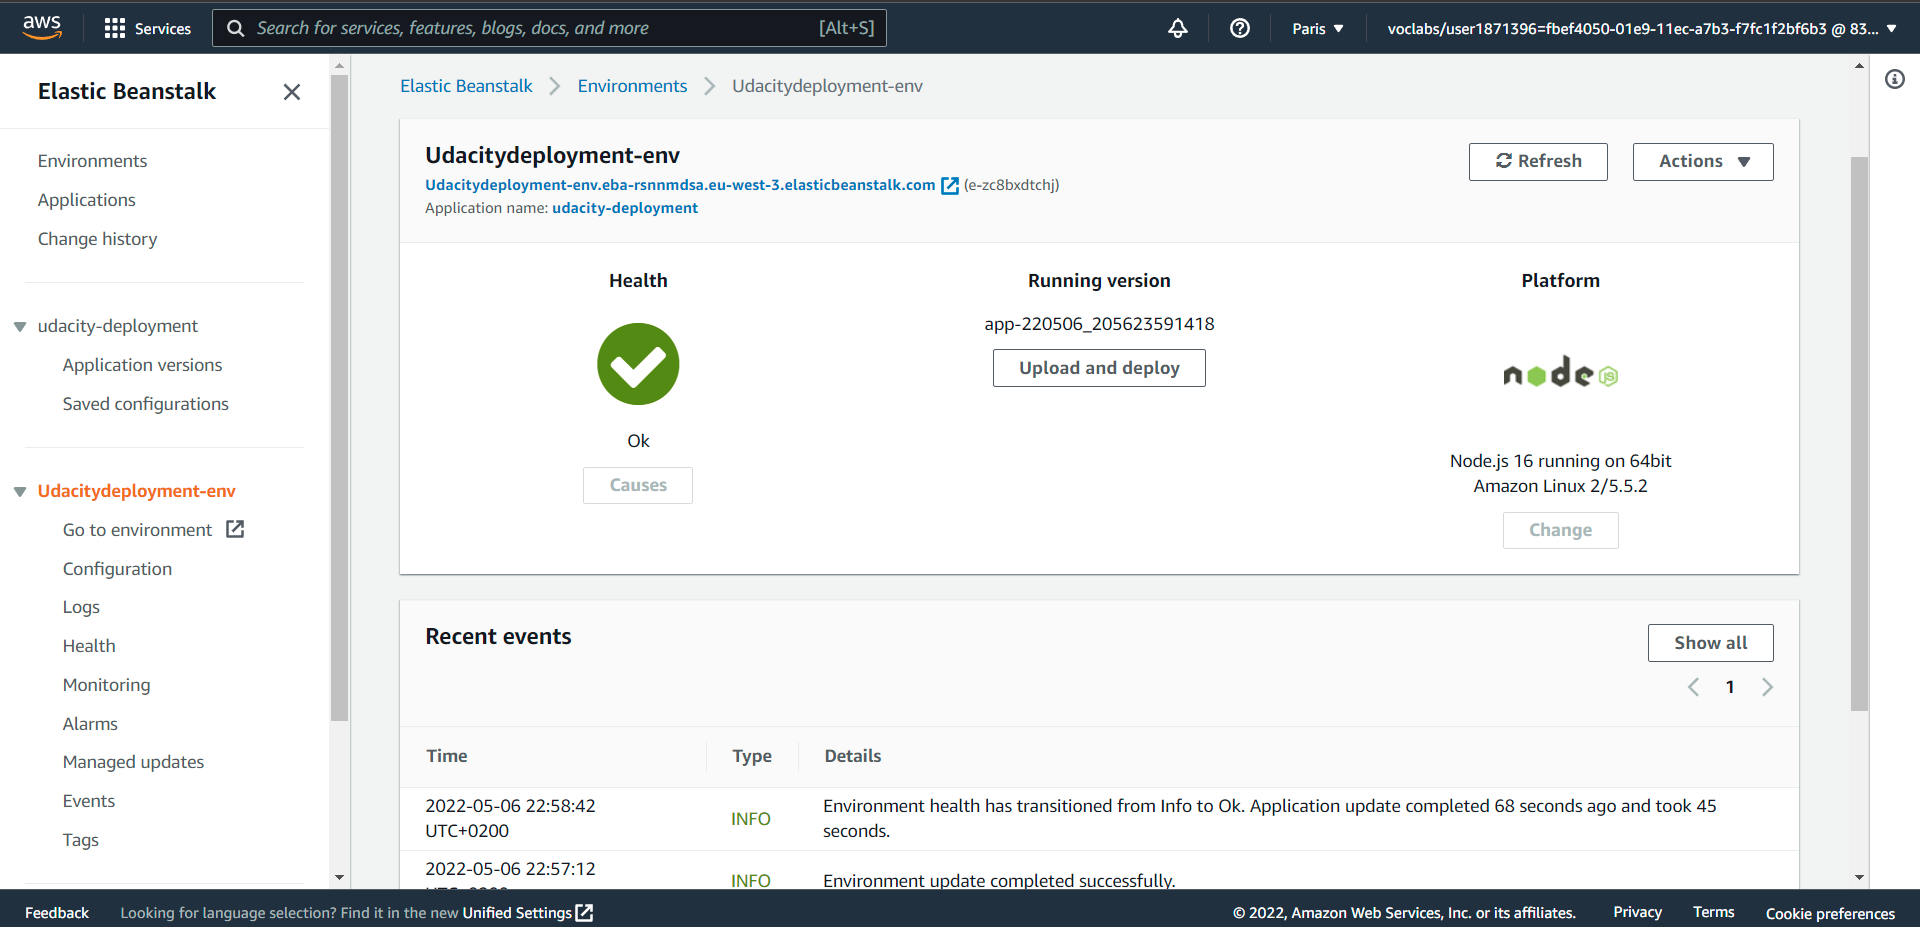 aws
Services
Search for services, features, blogs, docs, and more
[Alt+S]
Paris
voclabs/user1871396=fbef4050-01e9-11ec-a7b3-f7fc1f2bf6b3 @ 83...
Elastic Beanstalk
Environments
Applications
Change history
udacity-deployment
Application versions
Saved configurations
Udacitydeployment-env
Go to environment
Configuration
Logs
Health
Monitoring
Alarms
Managed updates
Events
Tags
Elastic Beanstalk
Environments
Udacitydeployment-env
Udacitydeployment-env
Udacitydeployment-env.eba-rsnnmdsa.eu-west-3.elasticbeanstalk.com (e-zc8bxdtchj)
Application name: udacity-deployment
Refresh
Actions
Health
Ok
Causes
Running version
app-220506_205623591418
Upload and deploy
Platform
node JS
Node.js 16 running on 64bit
Amazon Linux 2/5.5.2
Change
Recent events
Show all
1
Time
Type
Details
2022-05-06 22:58:42
UTC+0200
INFO
Environment health has transitioned from Info to Ok. Application update completed 68 seconds ago and took 45
seconds.
2022-05-06 22:57:12
UTC+0200
INFO
Environment update completed successfully.
Feedback
Looking for language selection? Find it in the new Unified Settings
© 2022, Amazon Web Services, Inc. or its affiliates.
Privacy
Terms
Cookie preferences